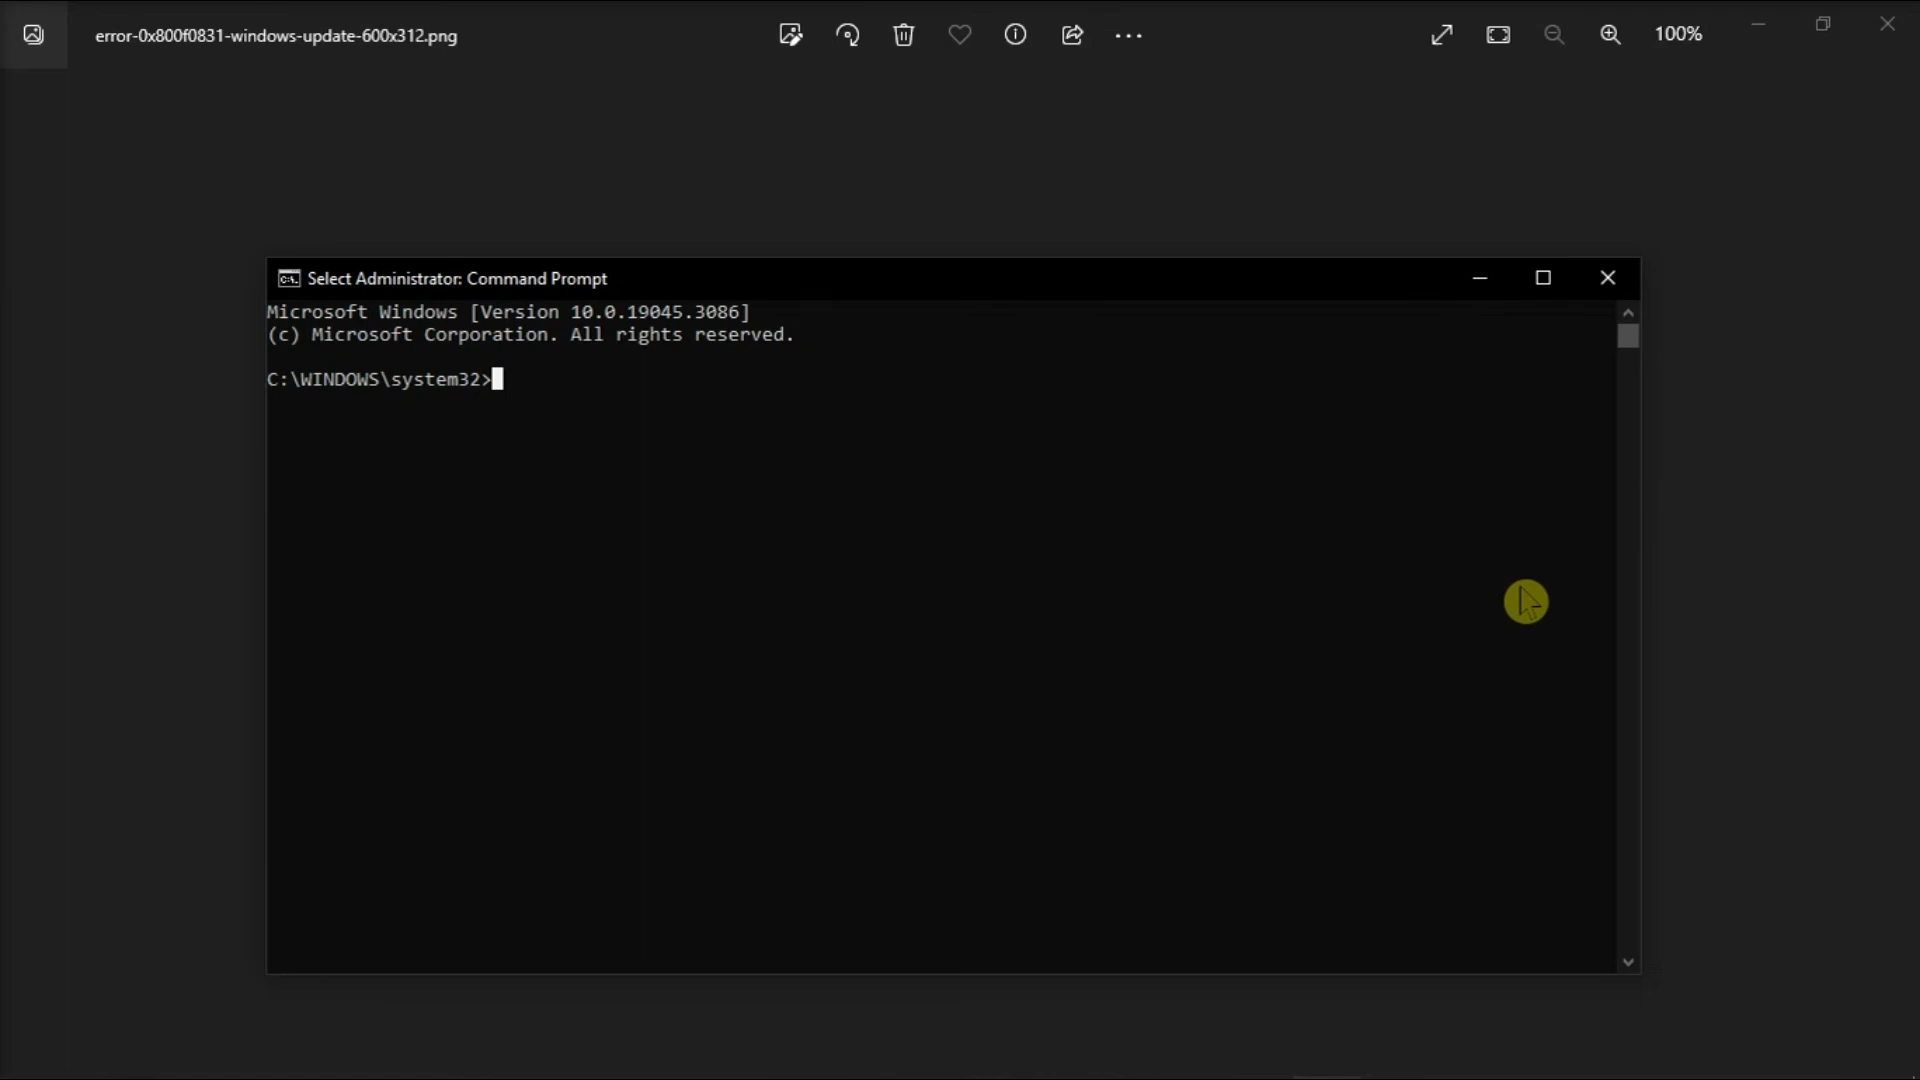 error-0x800f0831-windows-update-600x312.png
100%
Select Administrator: Command Prompt
Microsoft Windows [Version 10.0.19045.3086]
(c) Microsoft Corporation. All rights reserved.
C:\WINDOWS\system32>